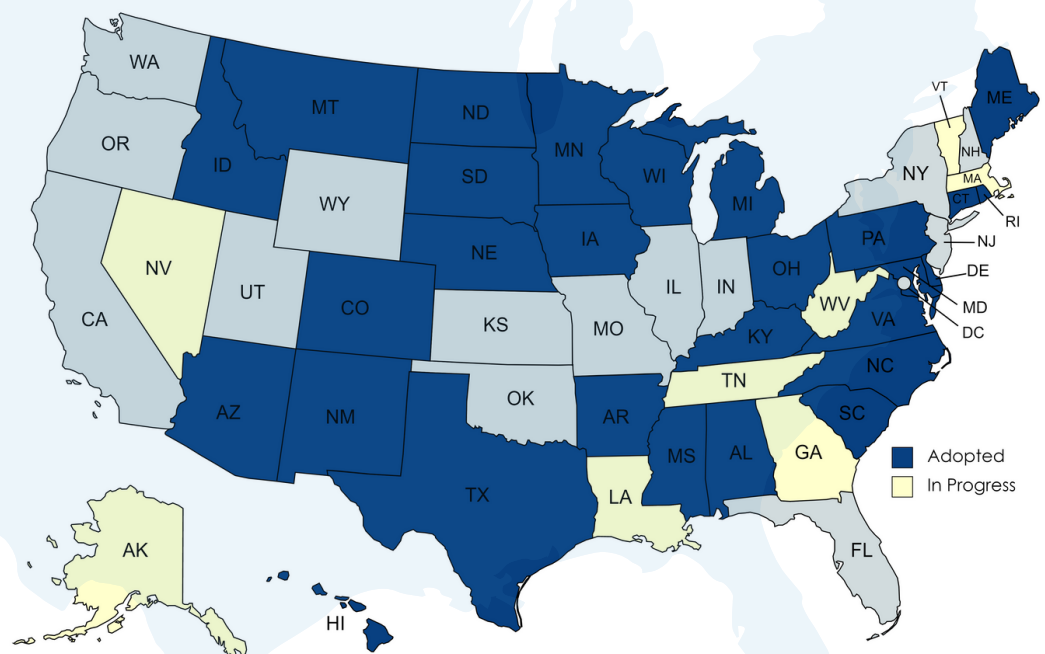 WA
MT
ND
MN
VT
ME
OR
ID
SD
WI
MI
NH
NY
MA
CT
RI
WY
NE
IA
PA
NJ
NV
UT
CO
IL
IN
OH
DE
MD
DC
CA
KS
MO
WV
VA
KY
AZ
NM
OK
AR
TN
NC
SC
TX
LA
MS
AL
GA
Adopted
In Progress
AK
FL
HI